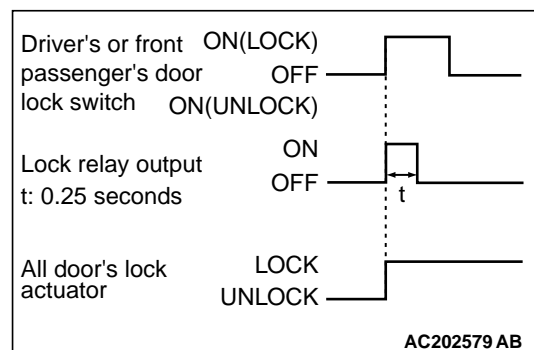 Driver's or front ON(LOCK)
passenger's door OFF
lock switch ON(UNLOCK)
Lock relay output ON
t: 0.25 seconds OFF
t
All door's lock LOCK
actuator UNLOCK
AC202579 AB